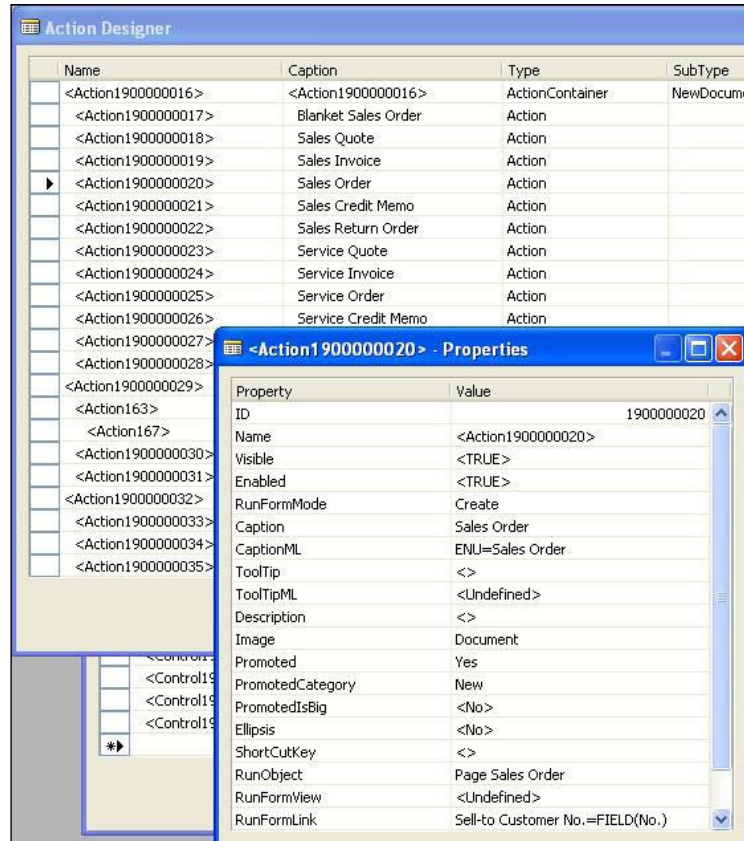 Action Designer
Name Caption Type SubType
<Action1900000016> <Action1900000016> ActionContainer NewDocum
<Action1900000017> Blanket Sales Order Action
<Action1900000018> Sales Quote Action
<Action1900000019> Sales Invoice Action
<Action1900000020> Sales Order Action
<Action1900000021> Sales Credit Memo Action
<Action1900000022> Sales Return Order Action
<Action1900000023> Service Quote Action
<Action1900000024> Service Invoice Action
<Action1900000025> Service Order Action
<Action1900000026> Service Credit Memo Action
<Action1900000027>
<Action1900000028>
<Action1900000029>
<Action163>
<Action167>
<Action1900000030>
<Action1900000031>
<Action1900000032>
<Action1900000033>
<Action1900000034>
<Action1900000035>
<Control19
<Control19
<Control19
<Action1900000020> - Properties
Property Value
ID 1900000020
Name <Action1900000020>
Visible <TRUE>
Enabled <TRUE>
RunFormMode Create
Caption Sales Order
CaptionML ENU=Sales Order
ToolTip <>
ToolTipML <Undefined>
Description <>
Image Document
Promoted Yes
PromotedCategory New
PromotedIsBig <No>
Ellipsis <No>
ShortCutKey <>
RunObject Page Sales Order
RunFormView <Undefined>
RunFormLink Sell-to Customer No.=FIELD(No.)